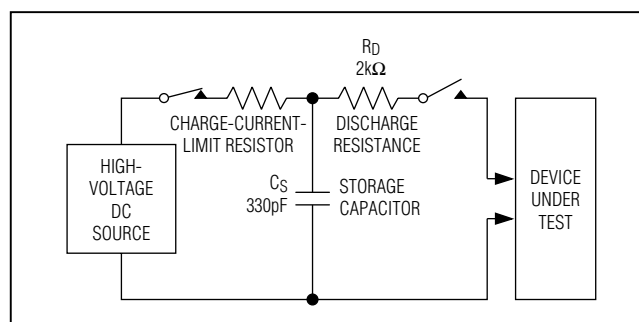 RD
2kΩ
CHARGE-CURRENT-
LIMIT RESISTOR
DISCHARGE
RESISTANCE
HIGH-
VOLTAGE
DC
SOURCE
CS
330pF
STORAGE
CAPACITOR
DEVICE
UNDER
TEST